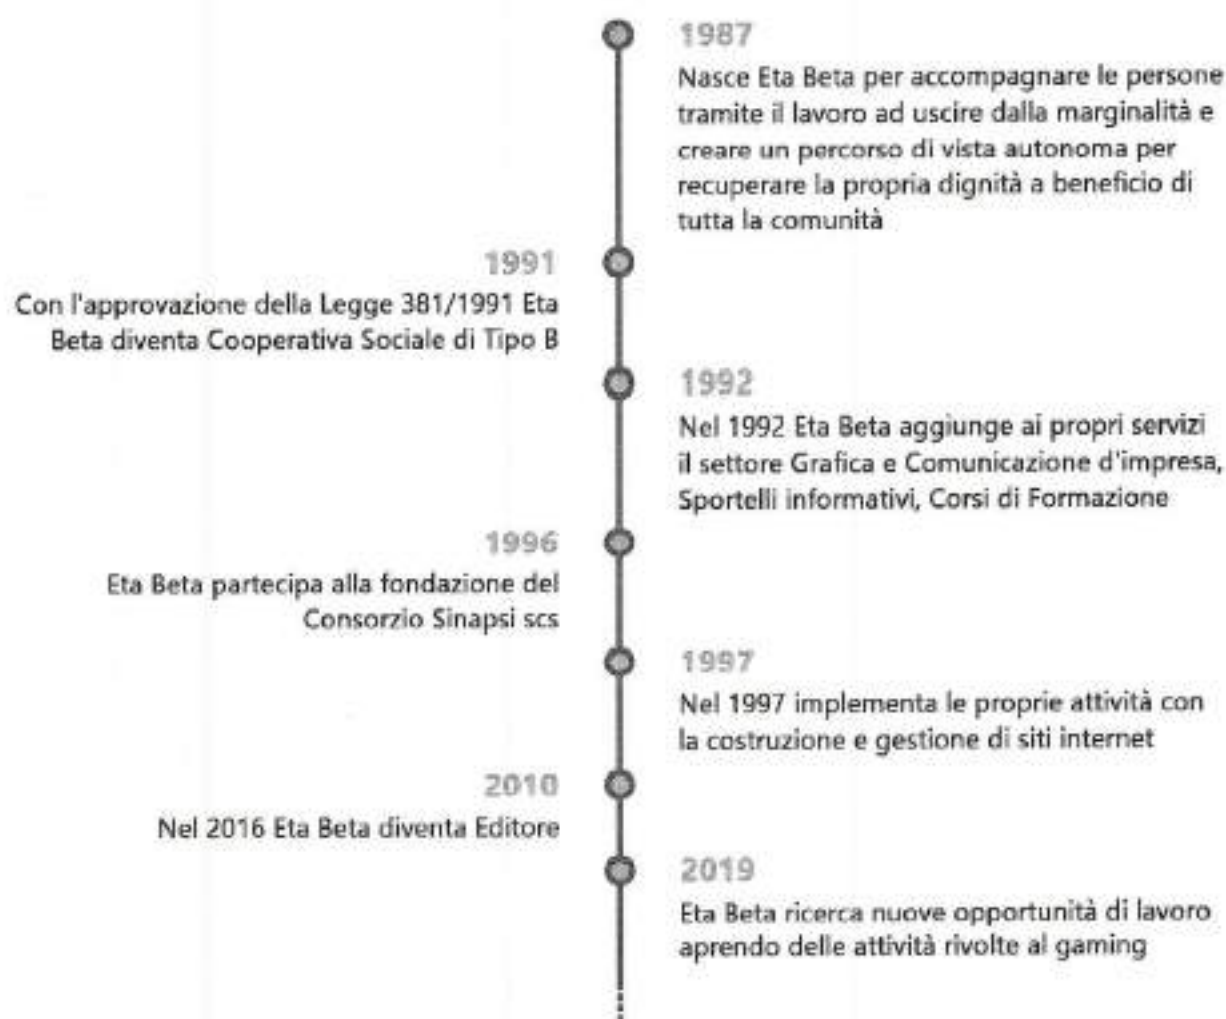 1987
Nasce Eta Beta per accompagnare le persone
tramite il lavoro ad uscire dalla marginalità e
creare un percorso di vista autonoma per
recuperare la propria dignità a beneficio di
tutta la comunità
1991
Con l'approvazione della Legge 381/1991 Eta
Beta diventa Cooperativa Sociale di Tipo B
1992
Nel 1992 Eta Beta aggiunge ai propri servizi
il settore Grafica e Comunicazione d'impresa,
Sportelli informativi, Corsi di Formazione
1996
Eta Beta partecipa alla fondazione del
Consorzio Sinapsi scs
1997
Nel 1997 implementa le proprie attività con
la costruzione e gestione di siti internet
2010
Nel 2016 Eta Beta diventa Editore
2019
Eta Beta ricerca nuove opportunità di lavoro
aprendo delle attività rivolte al gaming